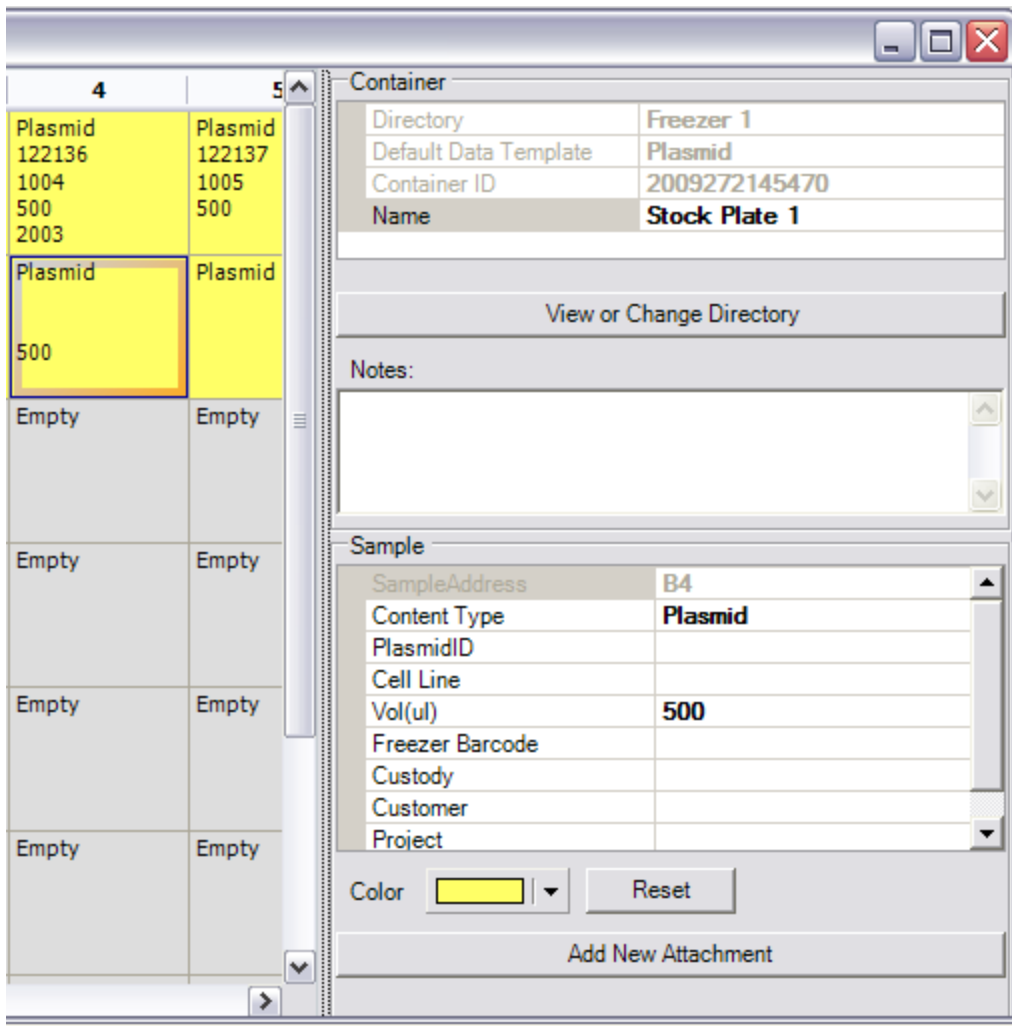 4 5
Plasmid
122136
1004
500
2003
Plasmid
122137
1005
500
Plasmid
500
Plasmid
Empty Empty
Empty Empty
Empty Empty
Empty Empty
Container
Directory Freezer 1
Default Data Template Plasmid
Container ID 2009272145470
Name Stock Plate 1
View or Change Directory
Notes:
Sample
SampleAddress B4
Content Type Plasmid
PlasmidID
Cell Line
Vol(ul) 500
Freezer Barcode
Custody
Customer
Project
Color Reset
Add New Attachment